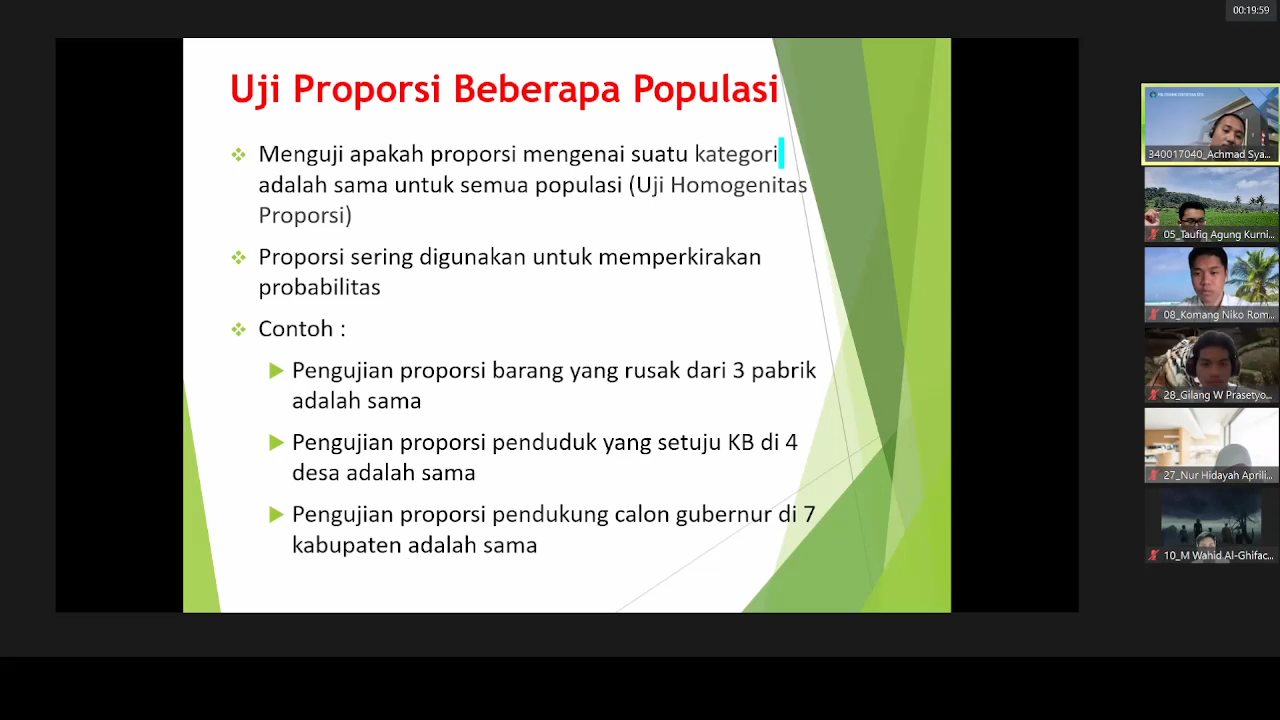 00:19:59
Uji Proporsi Beberapa Populasi
Menguji apakah proporsi mengenai suatu kategori
adalah sama untuk semua populasi (Uji Homogenitas
Proporsi)
Proporsi sering digunakan untuk memperkirakan
probabilitas
Contoh :
Pengujian proporsi barang yang rusak dari 3 pabrik
adalah sama
Pengujian proporsi penduduk yang setuju KB di 4
desa adalah sama
Pengujian proporsi pendukung calon gubernur di 7
kabupaten adalah sama
340017040_Achmad Sya...
05_Taufiq Agung Kurni...
08_Komang Niko Rom...
28_Gilang W Prasetyo...
27_Nur Hidayah Aprili...
10_M Wahid Al-Ghifac...